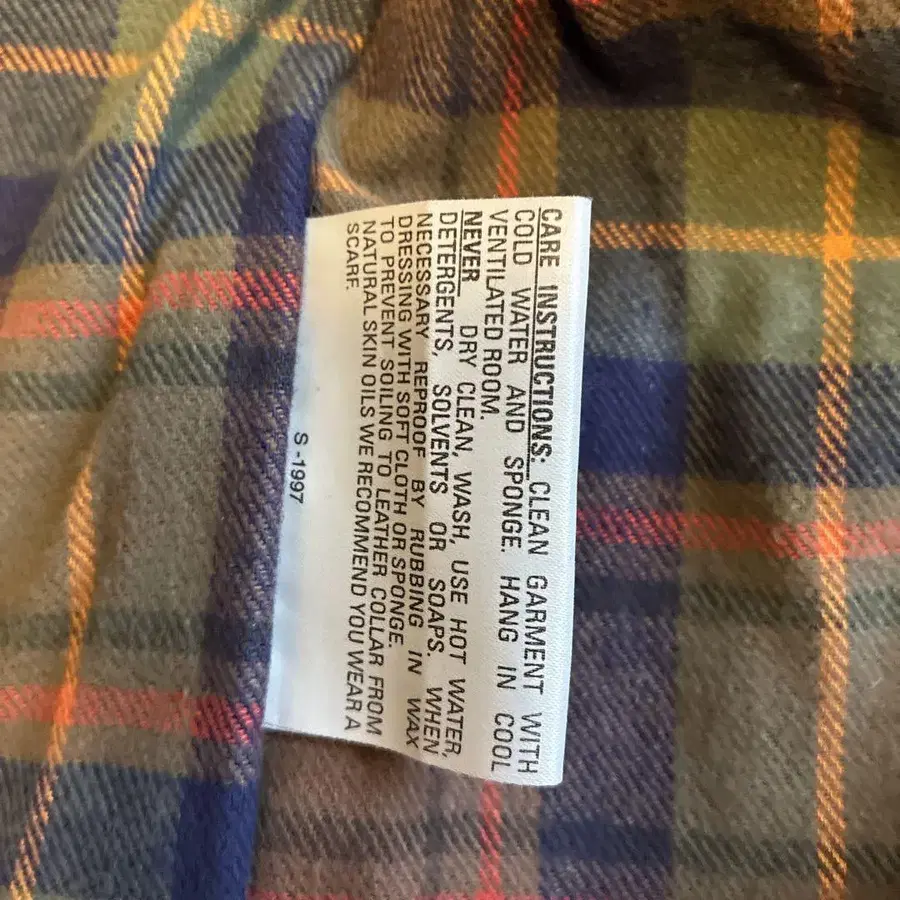 CARE INSTRUCTIONS: CLEAN GARMENT WITH
COLD WATER AND SPONGE. HANG IN COOL
VENTILATED ROOM.
NEVER DRY CLEAN, WASH, USE HOT WATER,
DETERGENTS, SOLVENTS OR SOAPS. WHEN
NECESSARY REPROOF BY RUBBING IN WAX
DRESSING WITH SOFT CLOTH OR SPONGE.
TO PREVENT SOILING TO LEATHER COLLAR FROM
NATURAL SKIN OILS WE RECOMMEND YOU WEAR A
SCARF.
S-1997